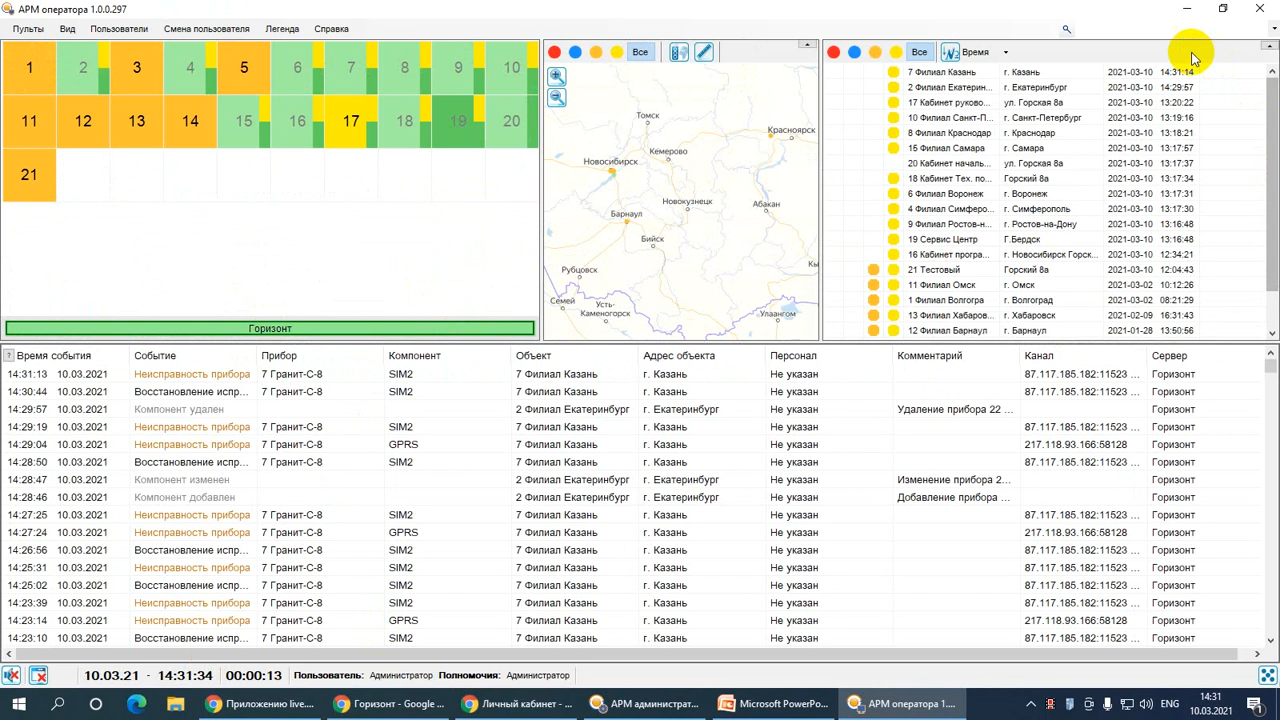 АРМ оператора 1.0.0.297
Пульты Вид Пользователи Смена пользователя Легенда Справка
1 2 3 4 5 6 7 8 9 10
11 12 13 14 15 16 17 18 19 20
21
Горизонт
Все
Томск
Красноярск
Кемерово
Новосибирск
Новокузнецк
Барнаул
Абакан
Бийск
Рубцовск
Кы
Семей
Усть-
Каменогорск
Улаангом
Все Время
7 Филиал Казань г. Казань 2021-03-10 14:31:14
2 Филиал Екатерин... г. Екатеринбург 2021-03-10 14:29:57
17 Кабинет руково... ул. Горская 8а 2021-03-10 13:20:22
10 Филиал Санкт-П... г. Санкт-Петербург 2021-03-10 13:19:16
8 Филиал Краснодар г. Краснодар 2021-03-10 13:18:21
15 Филиал Самара г. Самара 2021-03-10 13:17:57
20 Кабинет началь... ул. Горская 8а 2021-03-10 13:17:37
18 Кабинет Тех. по... Горский 8а 2021-03-10 13:17:34
6 Филиал Воронеж г. Воронеж 2021-03-10 13:17:31
4 Филиал Симферо... г. Симферополь 2021-03-10 13:17:30
9 Филиал Ростов-н... г. Ростов-на-Дону 2021-03-10 13:16:48
19 Сервис Центр Г.Бердск 2021-03-10 13:16:48
16 Кабинет програ... г. Новосибирск Горск... 2021-03-10 12:34:21
21 Тестовый Горский 8а 2021-03-10 12:04:43
11 Филиал Омск г. Омск 2021-03-02 10:12:26
1 Филиал Волгогра г. Волгоград 2021-03-02 08:21:29
13 Филиал Хабаров... г. Хабаровск 2021-02-09 16:31:43
12 Филиал Барнаул г. Барнаул 2021-01-28 13:50:56
? Время события Событие Прибор Компонент Объект Адрес объекта Персонал Комментарий Канал Сервер
14:31:13 10.03.2021 Неисправность прибора 7 Гранит-С-8 SIM2 7 Филиал Казань г. Казань Не указан 87.117.185.182:11523 ... Горизонт
14:30:44 10.03.2021 Восстановление испр... 7 Гранит-С-8 SIM2 7 Филиал Казань г. Казань Не указан 87.117.185.182:11523 ... Горизонт
14:29:57 10.03.2021 Компонент удален 2 Филиал Екатеринбург г. Екатеринбург Не указан Удаление прибора 22 ... Горизонт
14:29:19 10.03.2021 Неисправность прибора 7 Гранит-С-8 SIM2 7 Филиал Казань г. Казань Не указан 87.117.185.182:11523 ... Горизонт
14:29:04 10.03.2021 Неисправность прибора 7 Гранит-С-8 GPRS 7 Филиал Казань г. Казань Не указан 217.118.93.166:58128 Горизонт
14:28:50 10.03.2021 Восстановление испр... 7 Гранит-С-8 SIM2 7 Филиал Казань г. Казань Не указан 87.117.185.182:11523 ... Горизонт
14:28:47 10.03.2021 Компонент изменен 2 Филиал Екатеринбург г. Екатеринбург Не указан Изменение прибора 2... Горизонт
14:28:46 10.03.2021 Компонент добавлен 2 Филиал Екатеринбург г. Екатеринбург Не указан Добавление прибора ... Горизонт
14:27:25 10.03.2021 Неисправность прибора 7 Гранит-С-8 SIM2 7 Филиал Казань г. Казань Не указан 87.117.185.182:11523 ... Горизонт
14:27:24 10.03.2021 Неисправность прибора 7 Гранит-С-8 GPRS 7 Филиал Казань г. Казань Не указан 217.118.93.166:58128 Горизонт
14:26:56 10.03.2021 Восстановление испр... 7 Гранит-С-8 SIM2 7 Филиал Казань г. Казань Не указан 87.117.185.182:11523 ... Горизонт
14:25:31 10.03.2021 Неисправность прибора 7 Гранит-С-8 SIM2 7 Филиал Казань г. Казань Не указан 87.117.185.182:11523 ... Горизонт
14:25:02 10.03.2021 Восстановление испр... 7 Гранит-С-8 SIM2 7 Филиал Казань г. Казань Не указан 87.117.185.182:11523 ... Горизонт
14:23:39 10.03.2021 Неисправность прибора 7 Гранит-С-8 SIM2 7 Филиал Казань г. Казань Не указан 87.117.185.182:11523 ... Горизонт
14:23:14 10.03.2021 Неисправность прибора 7 Гранит-С-8 GPRS 7 Филиал Казань г. Казань Не указан 217.118.93.166:58128 Горизонт
14:23:10 10.03.2021 Восстановление испр... 7 Гранит-С-8 SIM2 7 Филиал Казань г. Казань Не указан 87.117.185.182:11523 ... Горизонт
10.03.21 - 14:31:34 00:00:13 Пользователь: Администратор Полномочия: Администратор
Приложению live.... Горизонт - Google ... Личный кабинет - ... АРМ администрат... Microsoft PowerPo... АРМ оператора 1.... ENG 14:31
10.03.2021